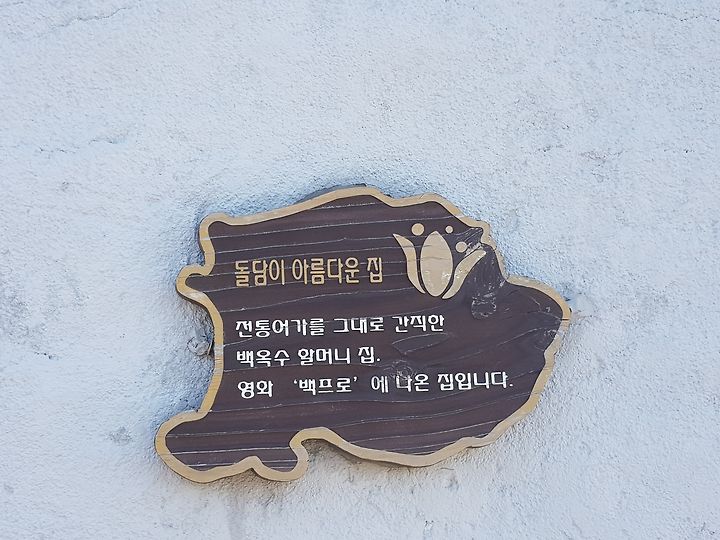 돌담이 아름다운 집
전통어가를 그대로 간직한
백옥수 할머니 집.
영화 ‘백프로’에 나온 집입니다.